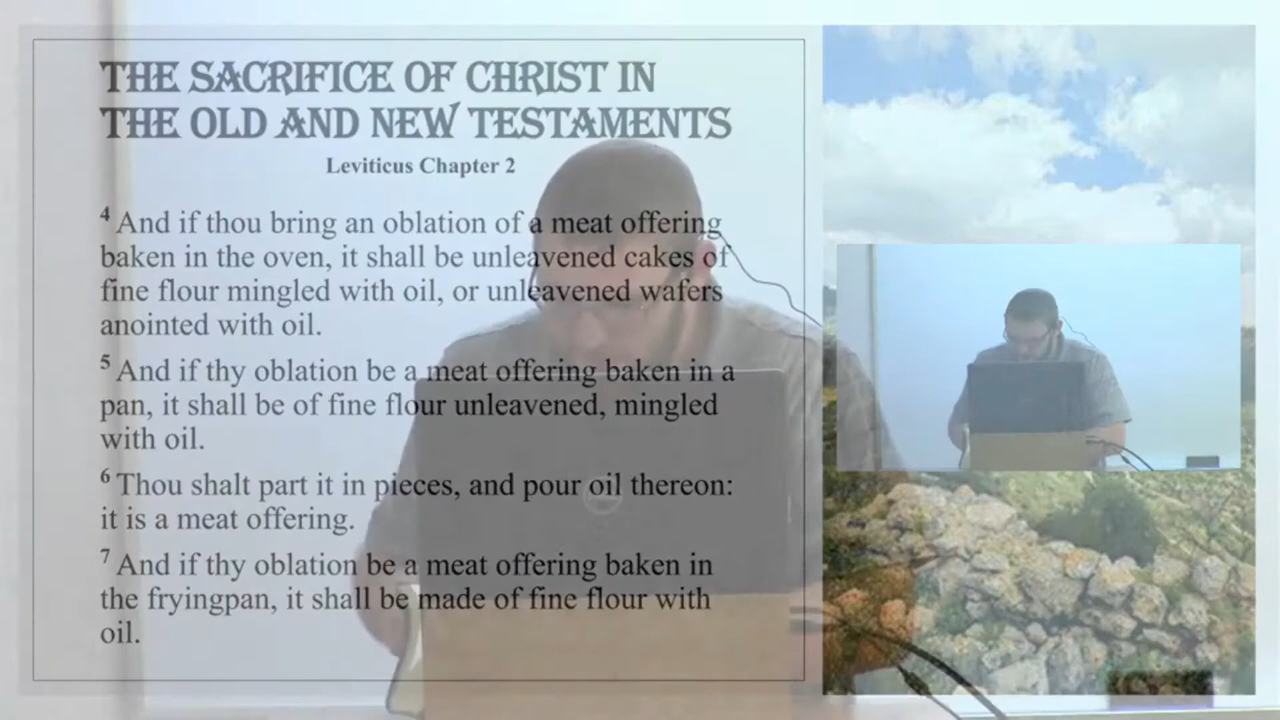 THE SACRIFICE OF CHRIST IN
THE OLD AND NEW TESTAMENTS
Leviticus Chapter 2
4 And if thou bring an oblation of a meat offering
baken in the oven, it shall be unleavened cakes of
fine flour mingled with oil, or unleavened wafers
anointed with oil.
5 And if thy oblation be a meat offering baken in a
pan, it shall be of fine flour unleavened, mingled
with oil.
6 Thou shalt part it in pieces, and pour oil thereon:
it is a meat offering.
7 And if thy oblation be a meat offering baken in
the fryingpan, it shall be made of fine flour with
oil.